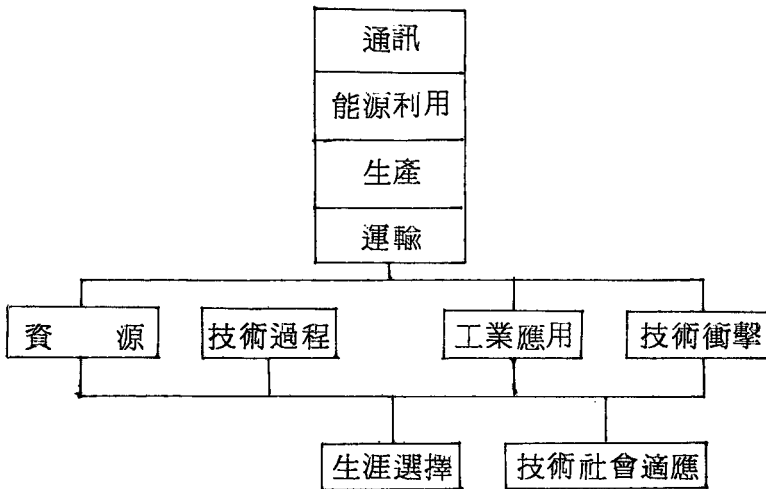 通訊
能源利用
生產
運輸
資 源 技術過程 工業應用 技術衝擊
生涯選擇 技術社會適應